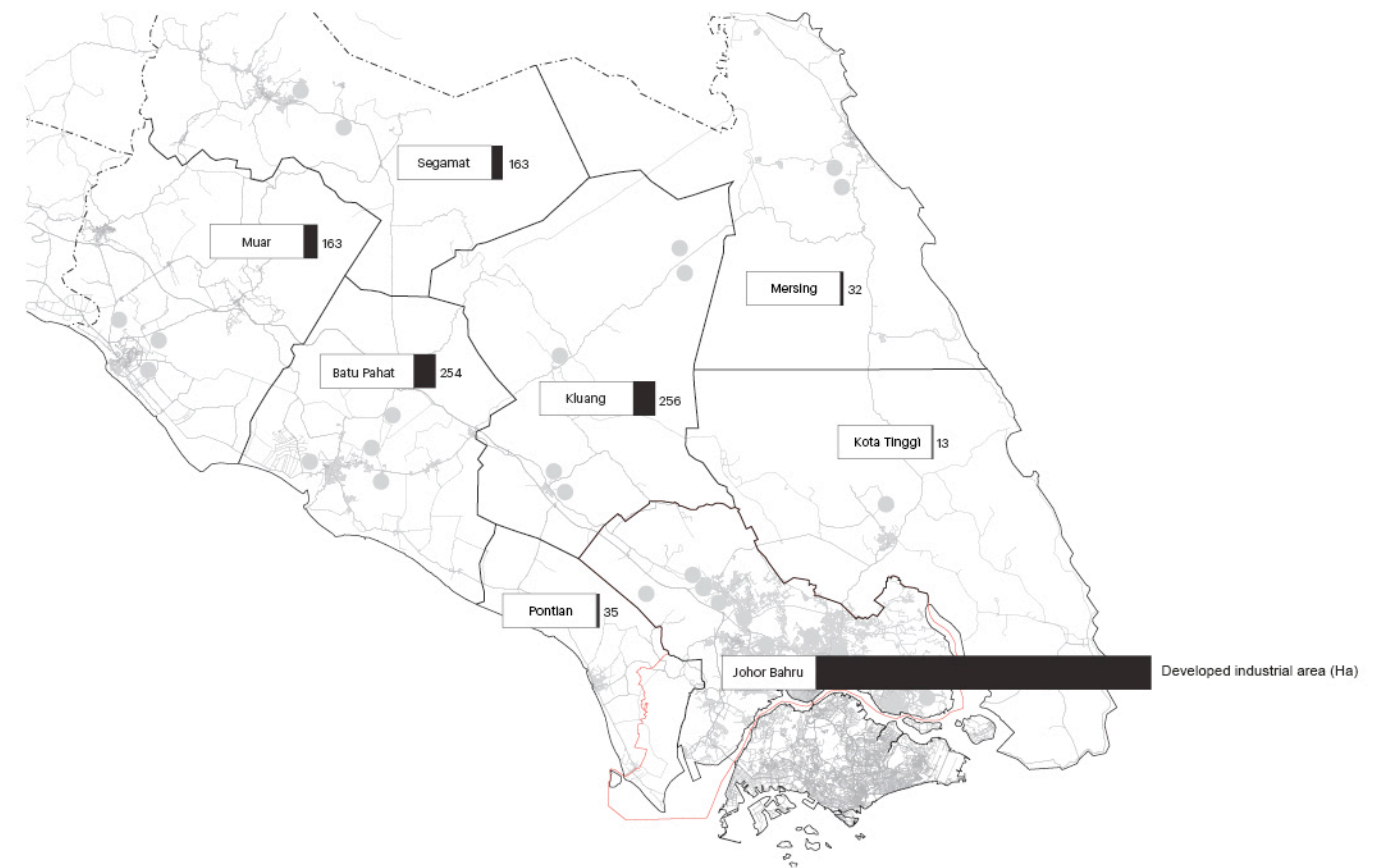 Segamat 163
Muar 163
Mersing 32
Batu Pahat 254
Kluang 256
Kota Tinggi 13
Pontian 35
Johor Bahru Developed industrial area (Ha)